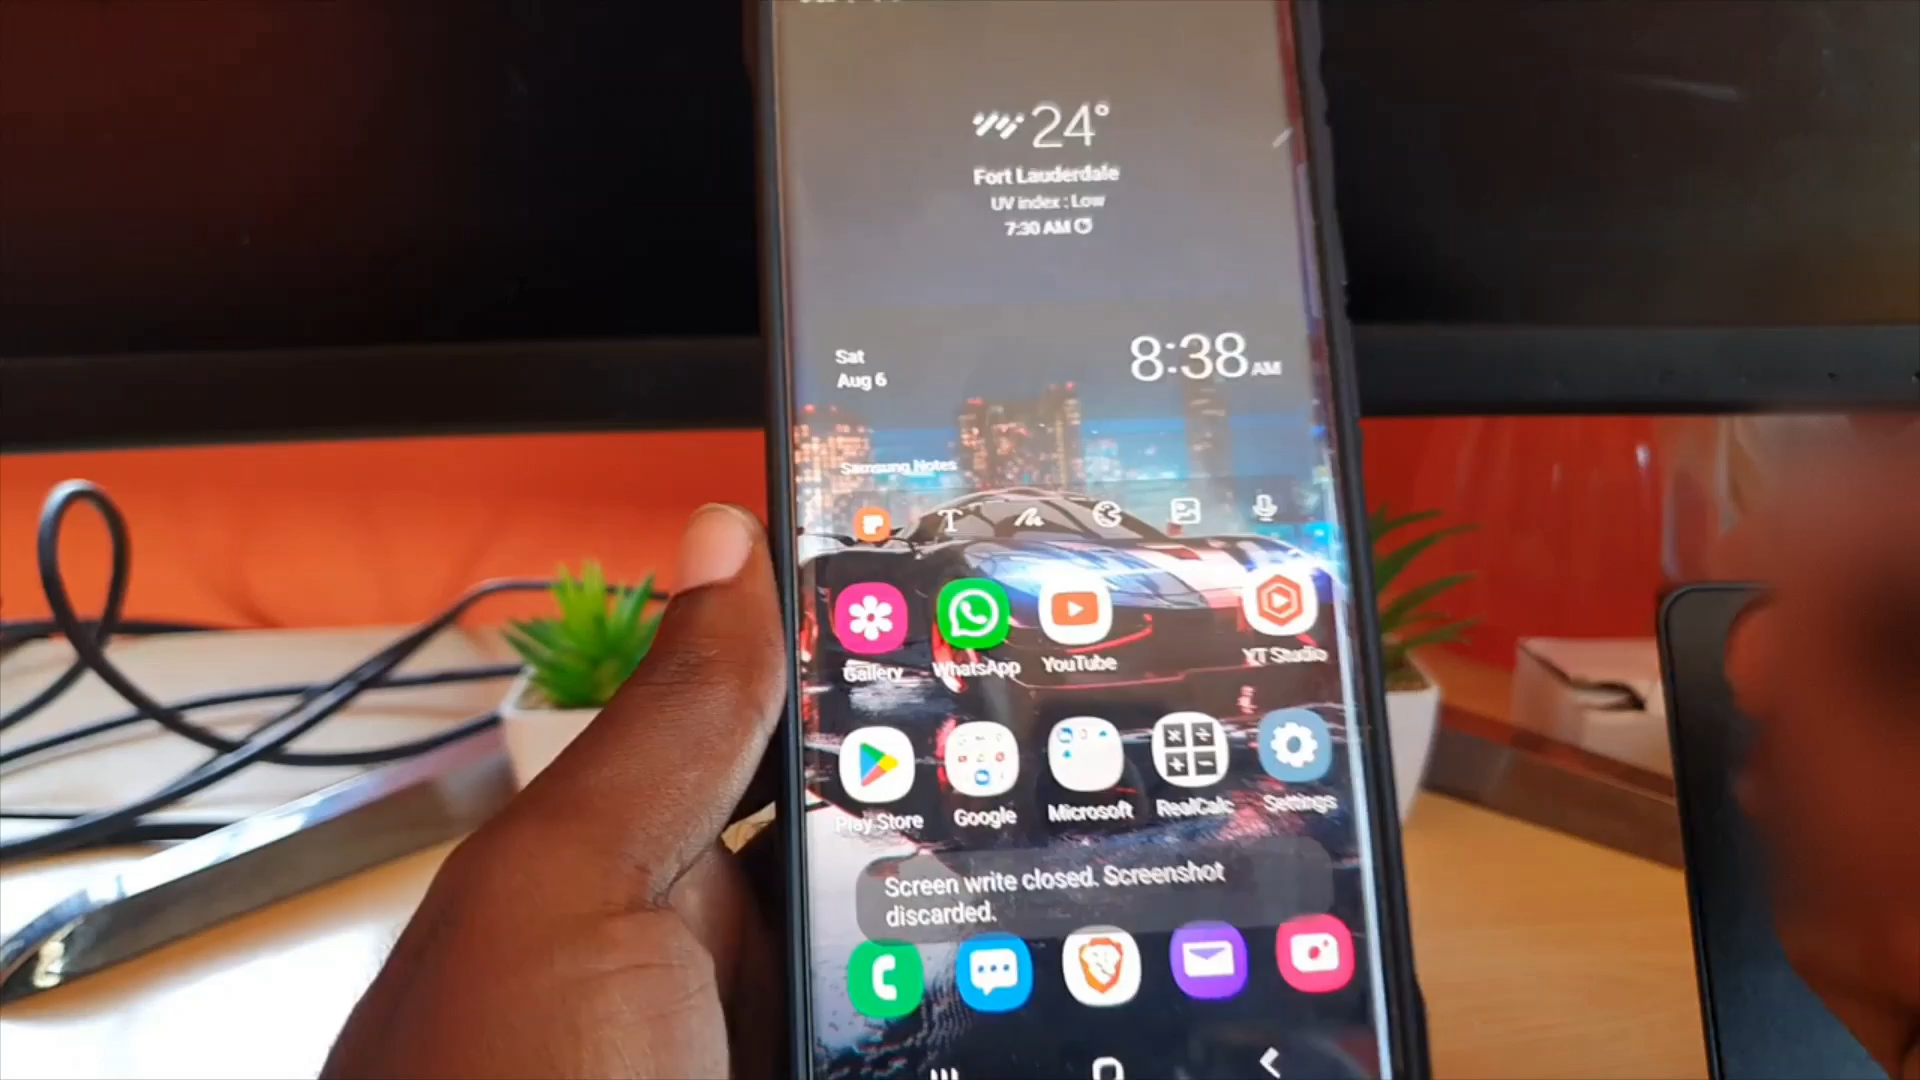 24°
Fort Lauderdale
UV index : Low
7:30 AM
Sat
Aug 6
8:38 AM
Samsung Notes
T
Gallery
WhatsApp
YouTube
YT Studio
Play Store
Google
Microsoft
RealCalc
Settings
Screen write closed. Screenshot
discarded.